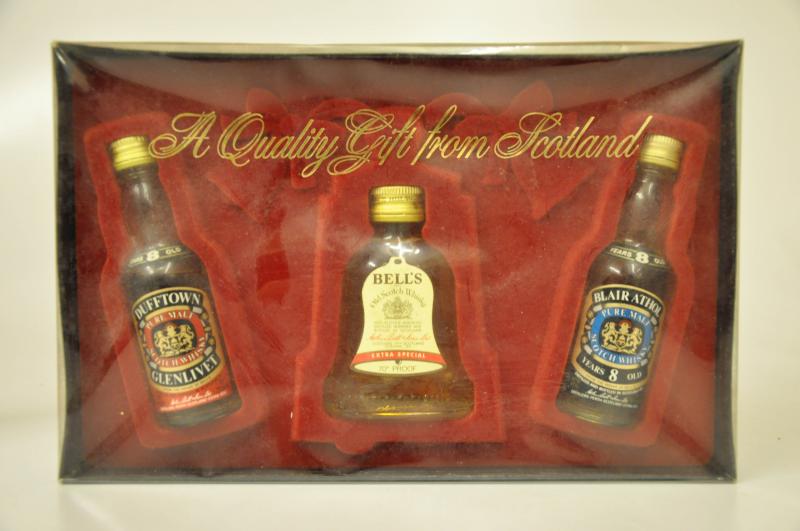 A Quality Gift from Scotland
YEARS 8 OLD
DUFFTOWN
PURE MALT
SCOTCH WHISKY
GLENLIVET
BELL'S
Old Scotch Whisky
EXTRA SPECIAL
70° PROOF
YEARS 8 OLD
BLAIR ATHOL
PURE MALT
SCOTCH WHISKY
YEARS 8 OLD